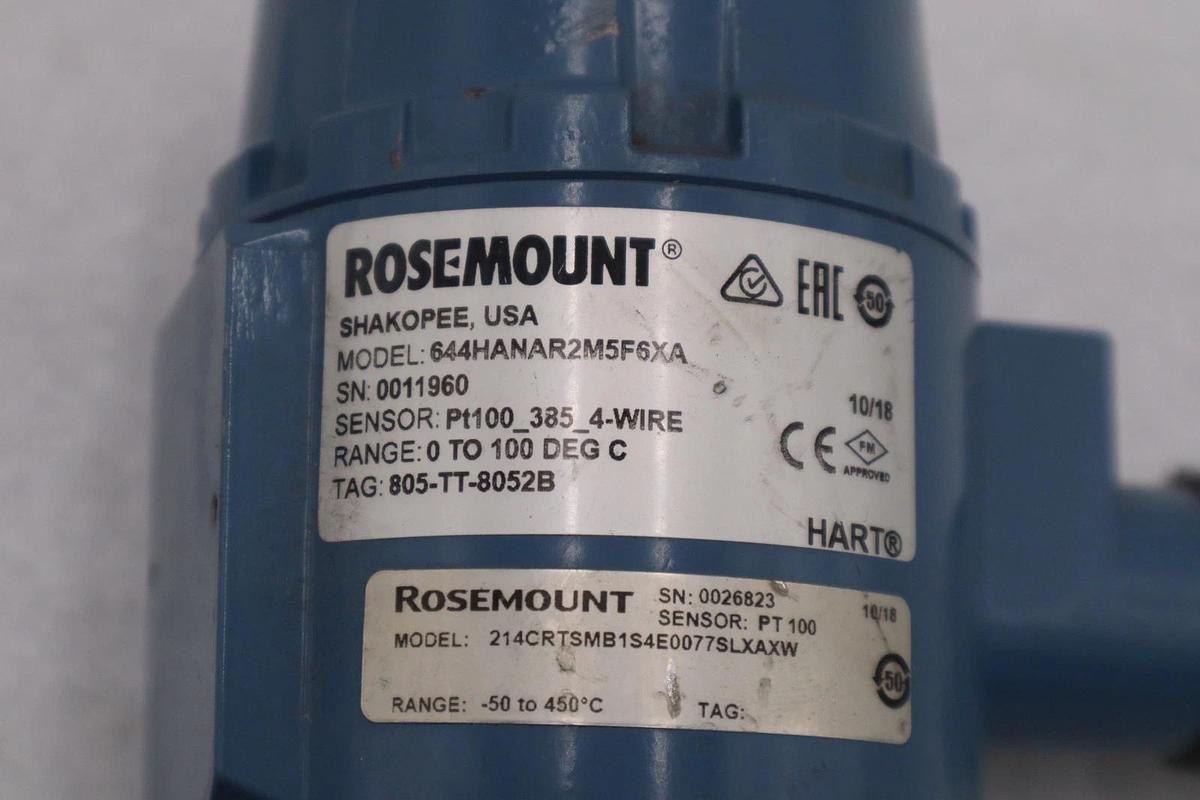 ROSEMOUNT®
EAC 50
SHAKOPEE, USA
MODEL: 644HANAR2M5F6XA
SN: 0011960
10/18
SENSOR: Pt100_385_4-WIRE
RANGE: 0 TO 100 DEG C
CE FM
APPROVED
TAG: 805-TT-8052B
HART®
ROSEMOUNT
SN: 0026823
10/18
SENSOR: PT 100
MODEL: 214CRTSMB1S4E0077SLXAXW
50
RANGE: -50 to 450°C
TAG: